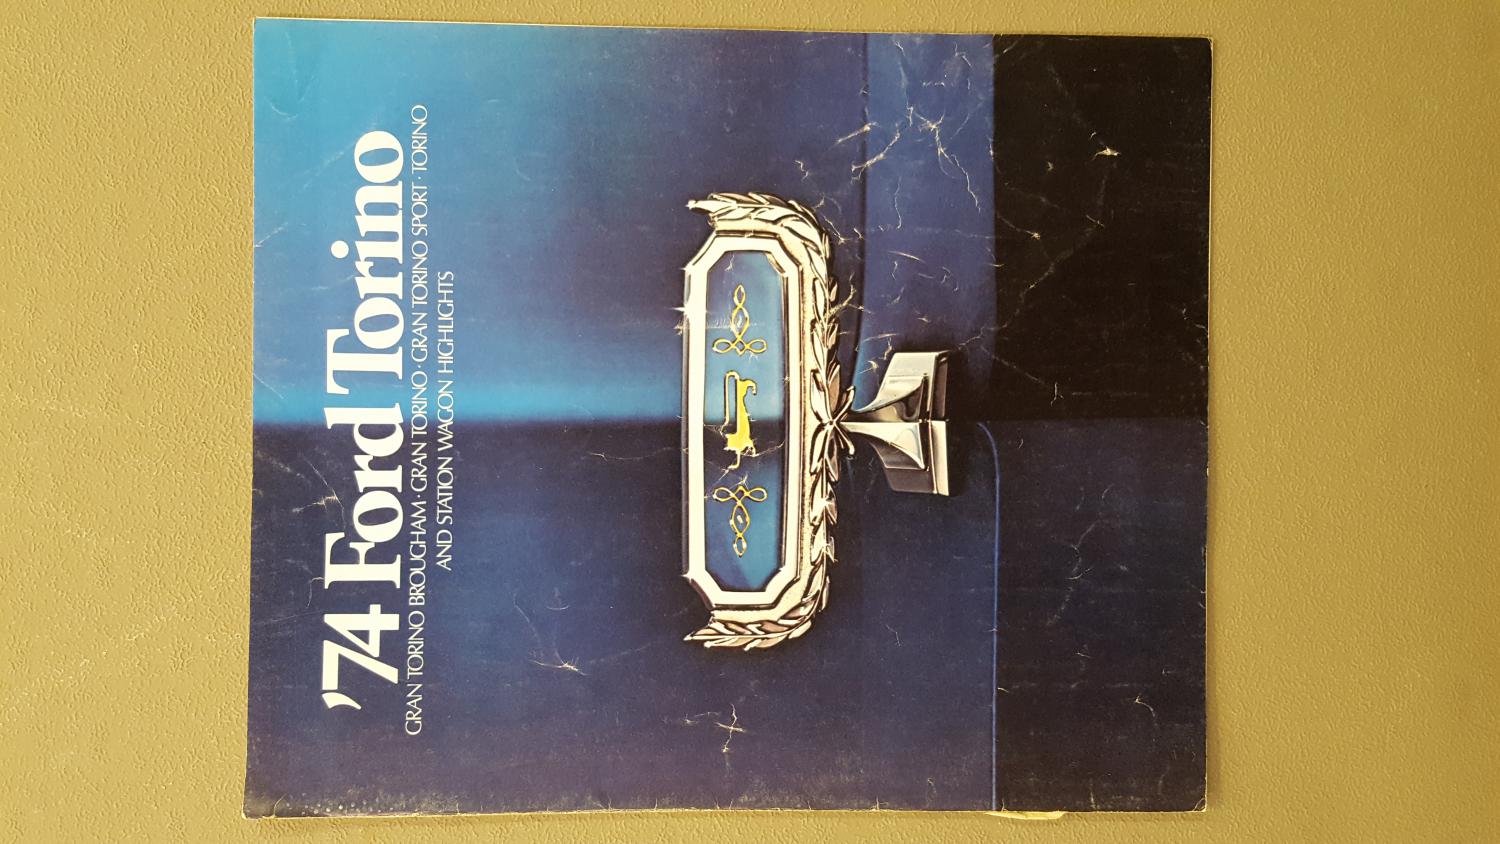 '74 Ford Torino
GRAN TORINO BROUGHAM · GRAN TORINO · GRAN TORINO SPORT · TORINO
AND STATION WAGON HIGHLIGHTS